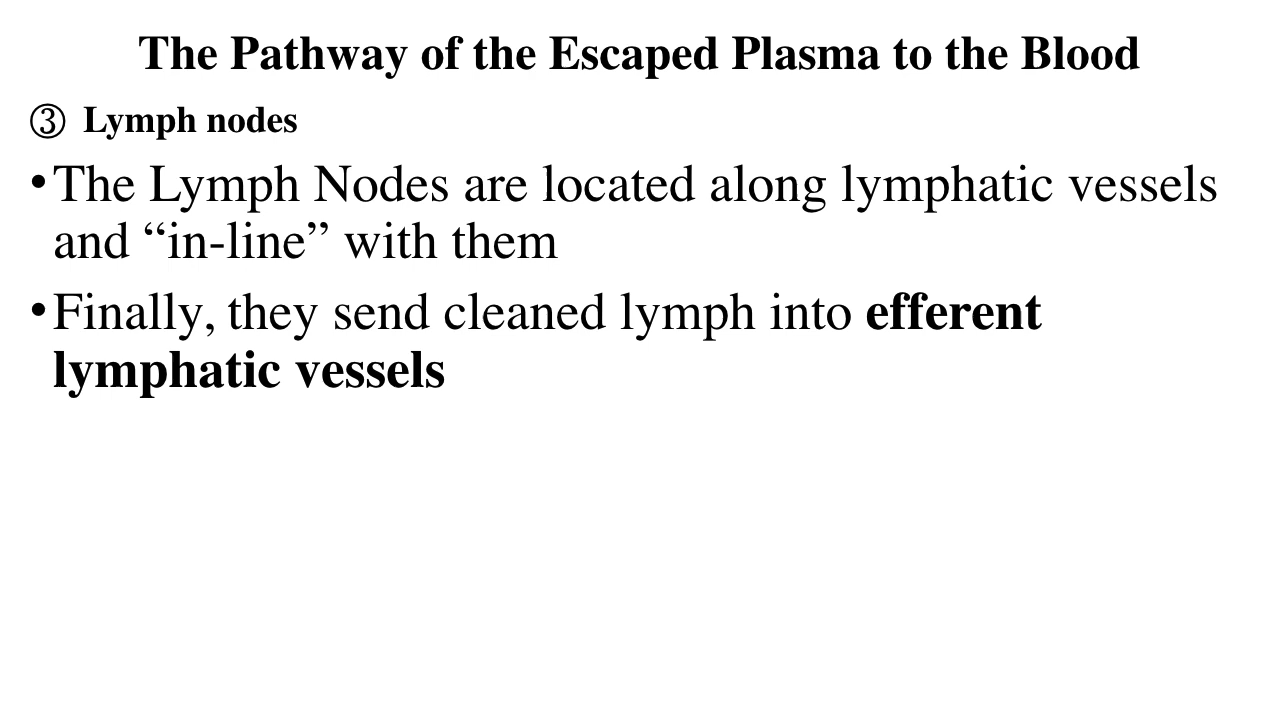 The Pathway of the Escaped Plasma to the Blood
③ Lymph nodes
•The Lymph Nodes are located along lymphatic vessels
and “in-line” with them
•Finally, they send cleaned lymph into efferent
lymphatic vessels